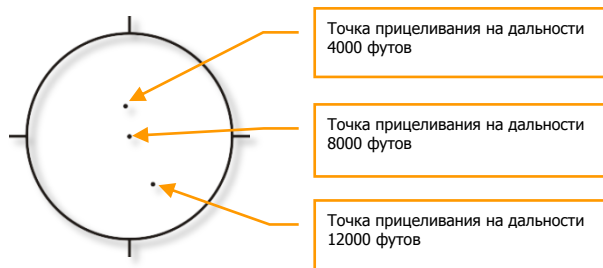 Точка прицеливания на дальности
4000 футов
Точка прицеливания на дальности
8000 футов
Точка прицеливания на дальности
12000 футов